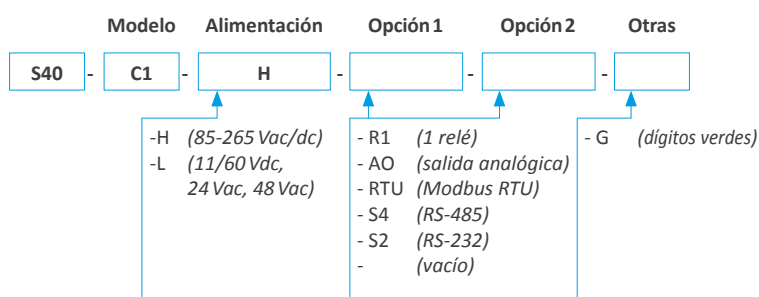 Modelo Alimentación Opción 1 Opción 2 Otras
S40 - C1 - H - - -
-H (85-265 Vac/dc) - R1 (1 relé) - G (dígitos verdes)
-L (11/60 Vdc, - AO (salida analógica)
24 Vac, 48 Vac) - RTU (Modbus RTU)
- S4 (RS-485)
- S2 (RS-232)
- (vacío)